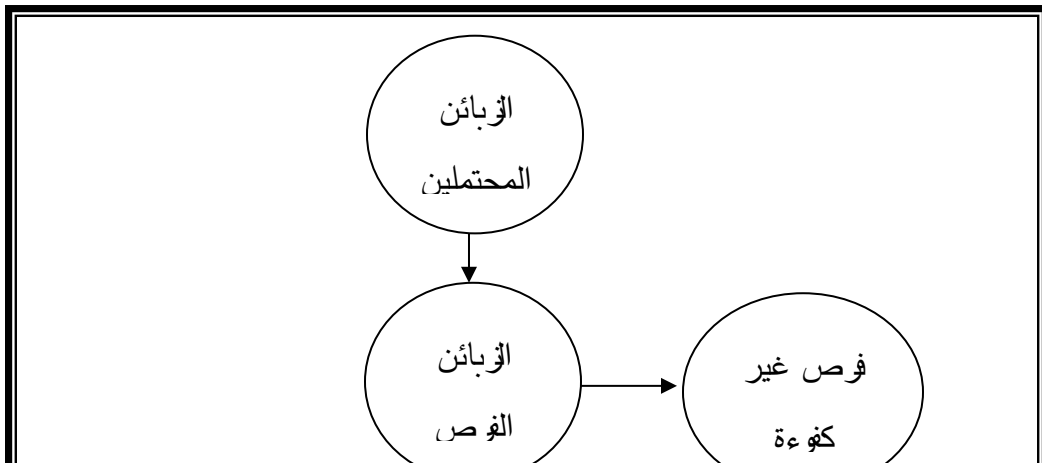 الزبائن
المحتملين
الزبائن
الفرص
فرص غير
كفوءة